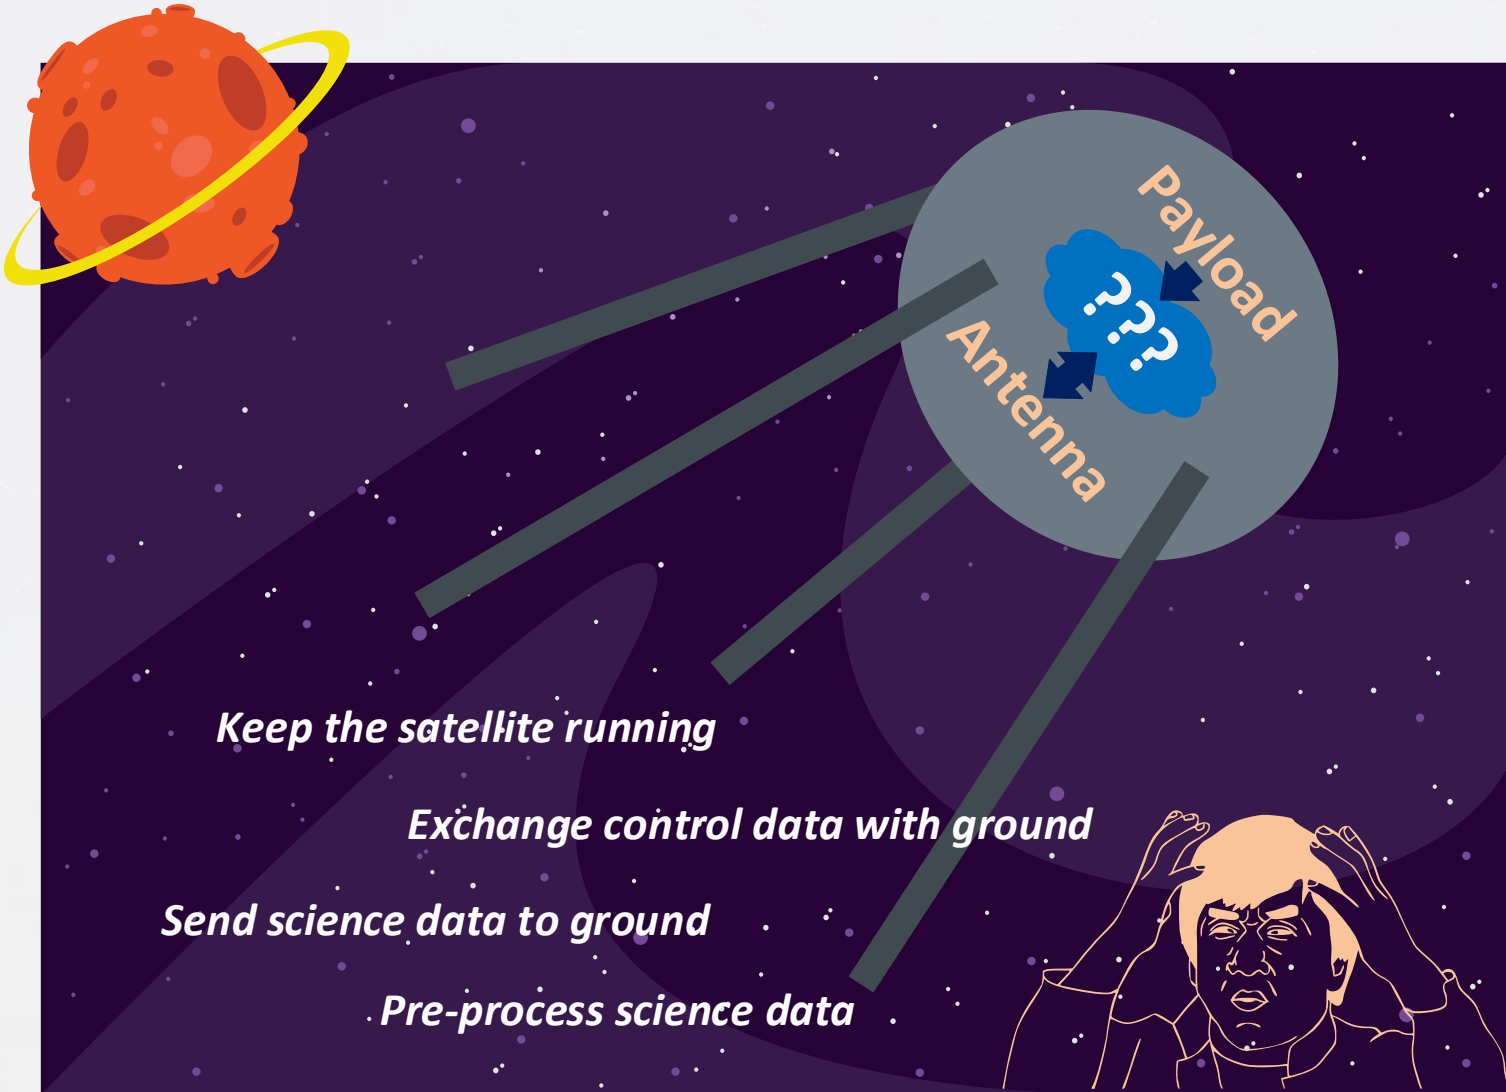 Payload
???
Antenna
Keep the satellite running
Exchange control data with ground
Send science data to ground
Pre-process science data